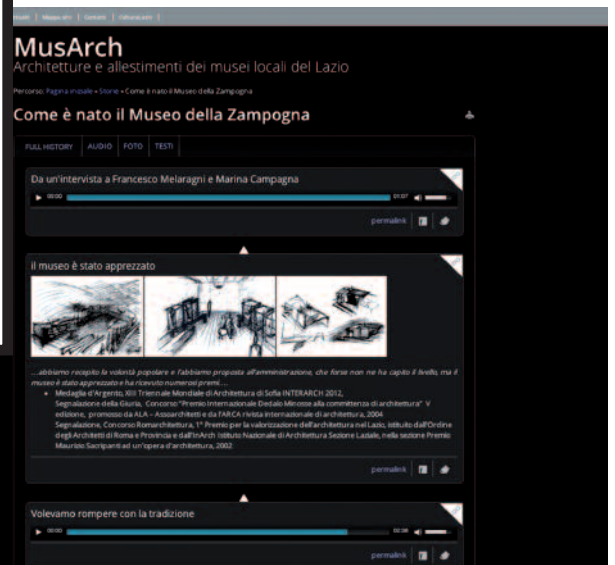 Home | Mappa sito | Contatti |
MusArch
Architetture e allestimenti dei musei locali del Lazio
Percorso: Pagina iniziale » Storie » Come è nato il Museo della Zampogna
Come è nato il Museo della Zampogna
FULL HISTORY | AUDIO | FOTO | TESTI |
Da un'intervista a Francesco Melaragni e Marina Campagna
00:00 01:07
permalink
il museo è stato apprezzato
…abbiamo recepito la volontà popolare e l'abbiamo proposta all'amministrazione, che forse non ne ha capito il livello, ma il
museo è stato apprezzato e ha ricevuto numerosi premi …
• Medaglia d'Argento, XIII Triennale Mondiale di Architettura di Sofia INTERARCH 2012,
Segnalazione della Giuria, Concorso "Premio Internazionale Dedalo Minosse alla committenza di architettura" V
edizione, promosso da ALA – Assoarchitetti e da l'ARCA rivista internazionale di architettura, 2004
Segnalazione, Concorso Romarchitettura, 1° Premio per la valorizzazione dell'architettura nel Lazio, istituito dall'Ordine
degli Architetti di Roma e Provincia e dall'InArch Istituto Nazionale di Architettura Sezione Laziale, nella sezione Premio
Maurizio Sacripanti ad un'opera d'architettura, 2002
permalink
Volevamo rompere con la tradizione
00:00 02:36
permalink